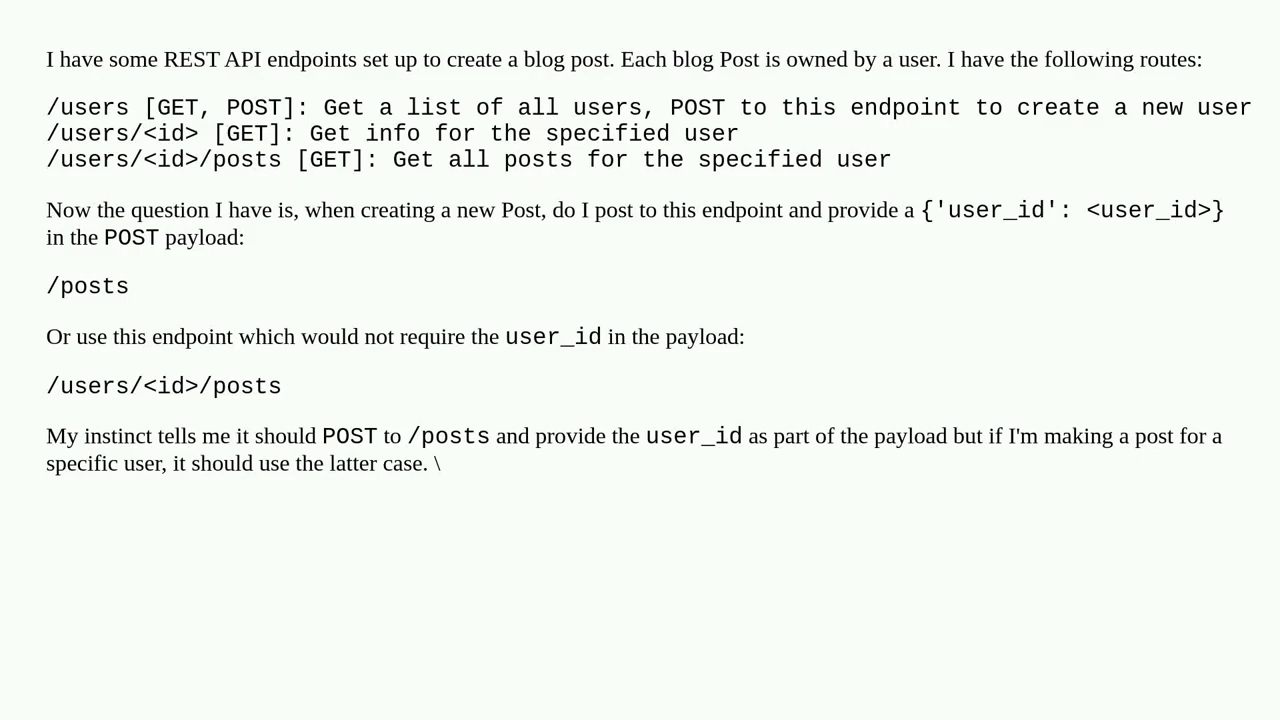 I have some REST API endpoints set up to create a blog post. Each blog Post is owned by a user. I have the following routes:
/users [GET, POST]: Get a list of all users, POST to this endpoint to create a new user
/users/<id> [GET]: Get info for the specified user
/users/<id>/posts [GET]: Get all posts for the specified user
Now the question I have is, when creating a new Post, do I post to this endpoint and provide a {'user_id': <user_id>}
in the POST payload:
/posts
Or use this endpoint which would not require the user_id in the payload:
/users/<id>/posts
My instinct tells me it should POST to /posts and provide the user_id as part of the payload but if I'm making a post for a
specific user, it should use the latter case. \